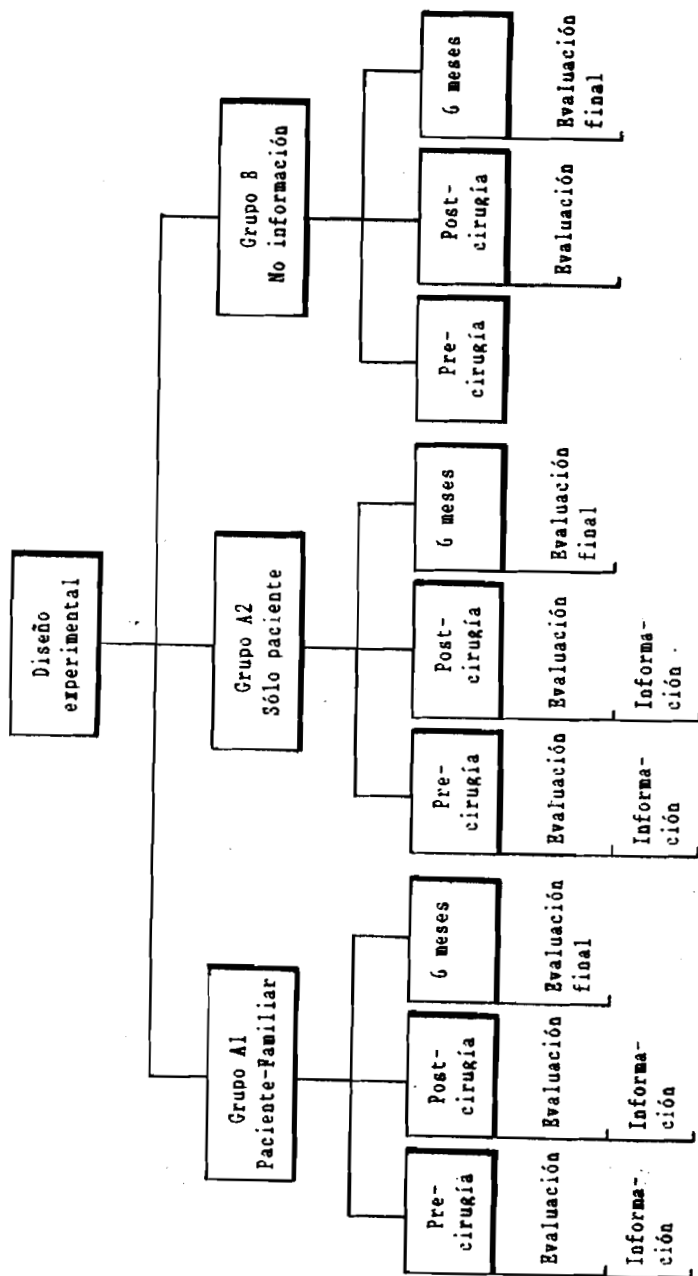 Diseño
experimental
Grupo A1
Paciente-Familiar
Grupo A2
Sólo paciente
Grupo B
No información
Pre-
cirugía
Post-
cirugía
6 meses
Pre-
cirugía
Post-
cirugía
6 meses
Pre-
cirugía
Post-
cirugía
6 meses
Evaluación
Evaluación
Evaluación
final
Evaluación
Evaluación
Evaluación
final
Evaluación
Evaluación
final
Informa-
ción
Informa-
ción
Informa-
ción
Informa-
ción